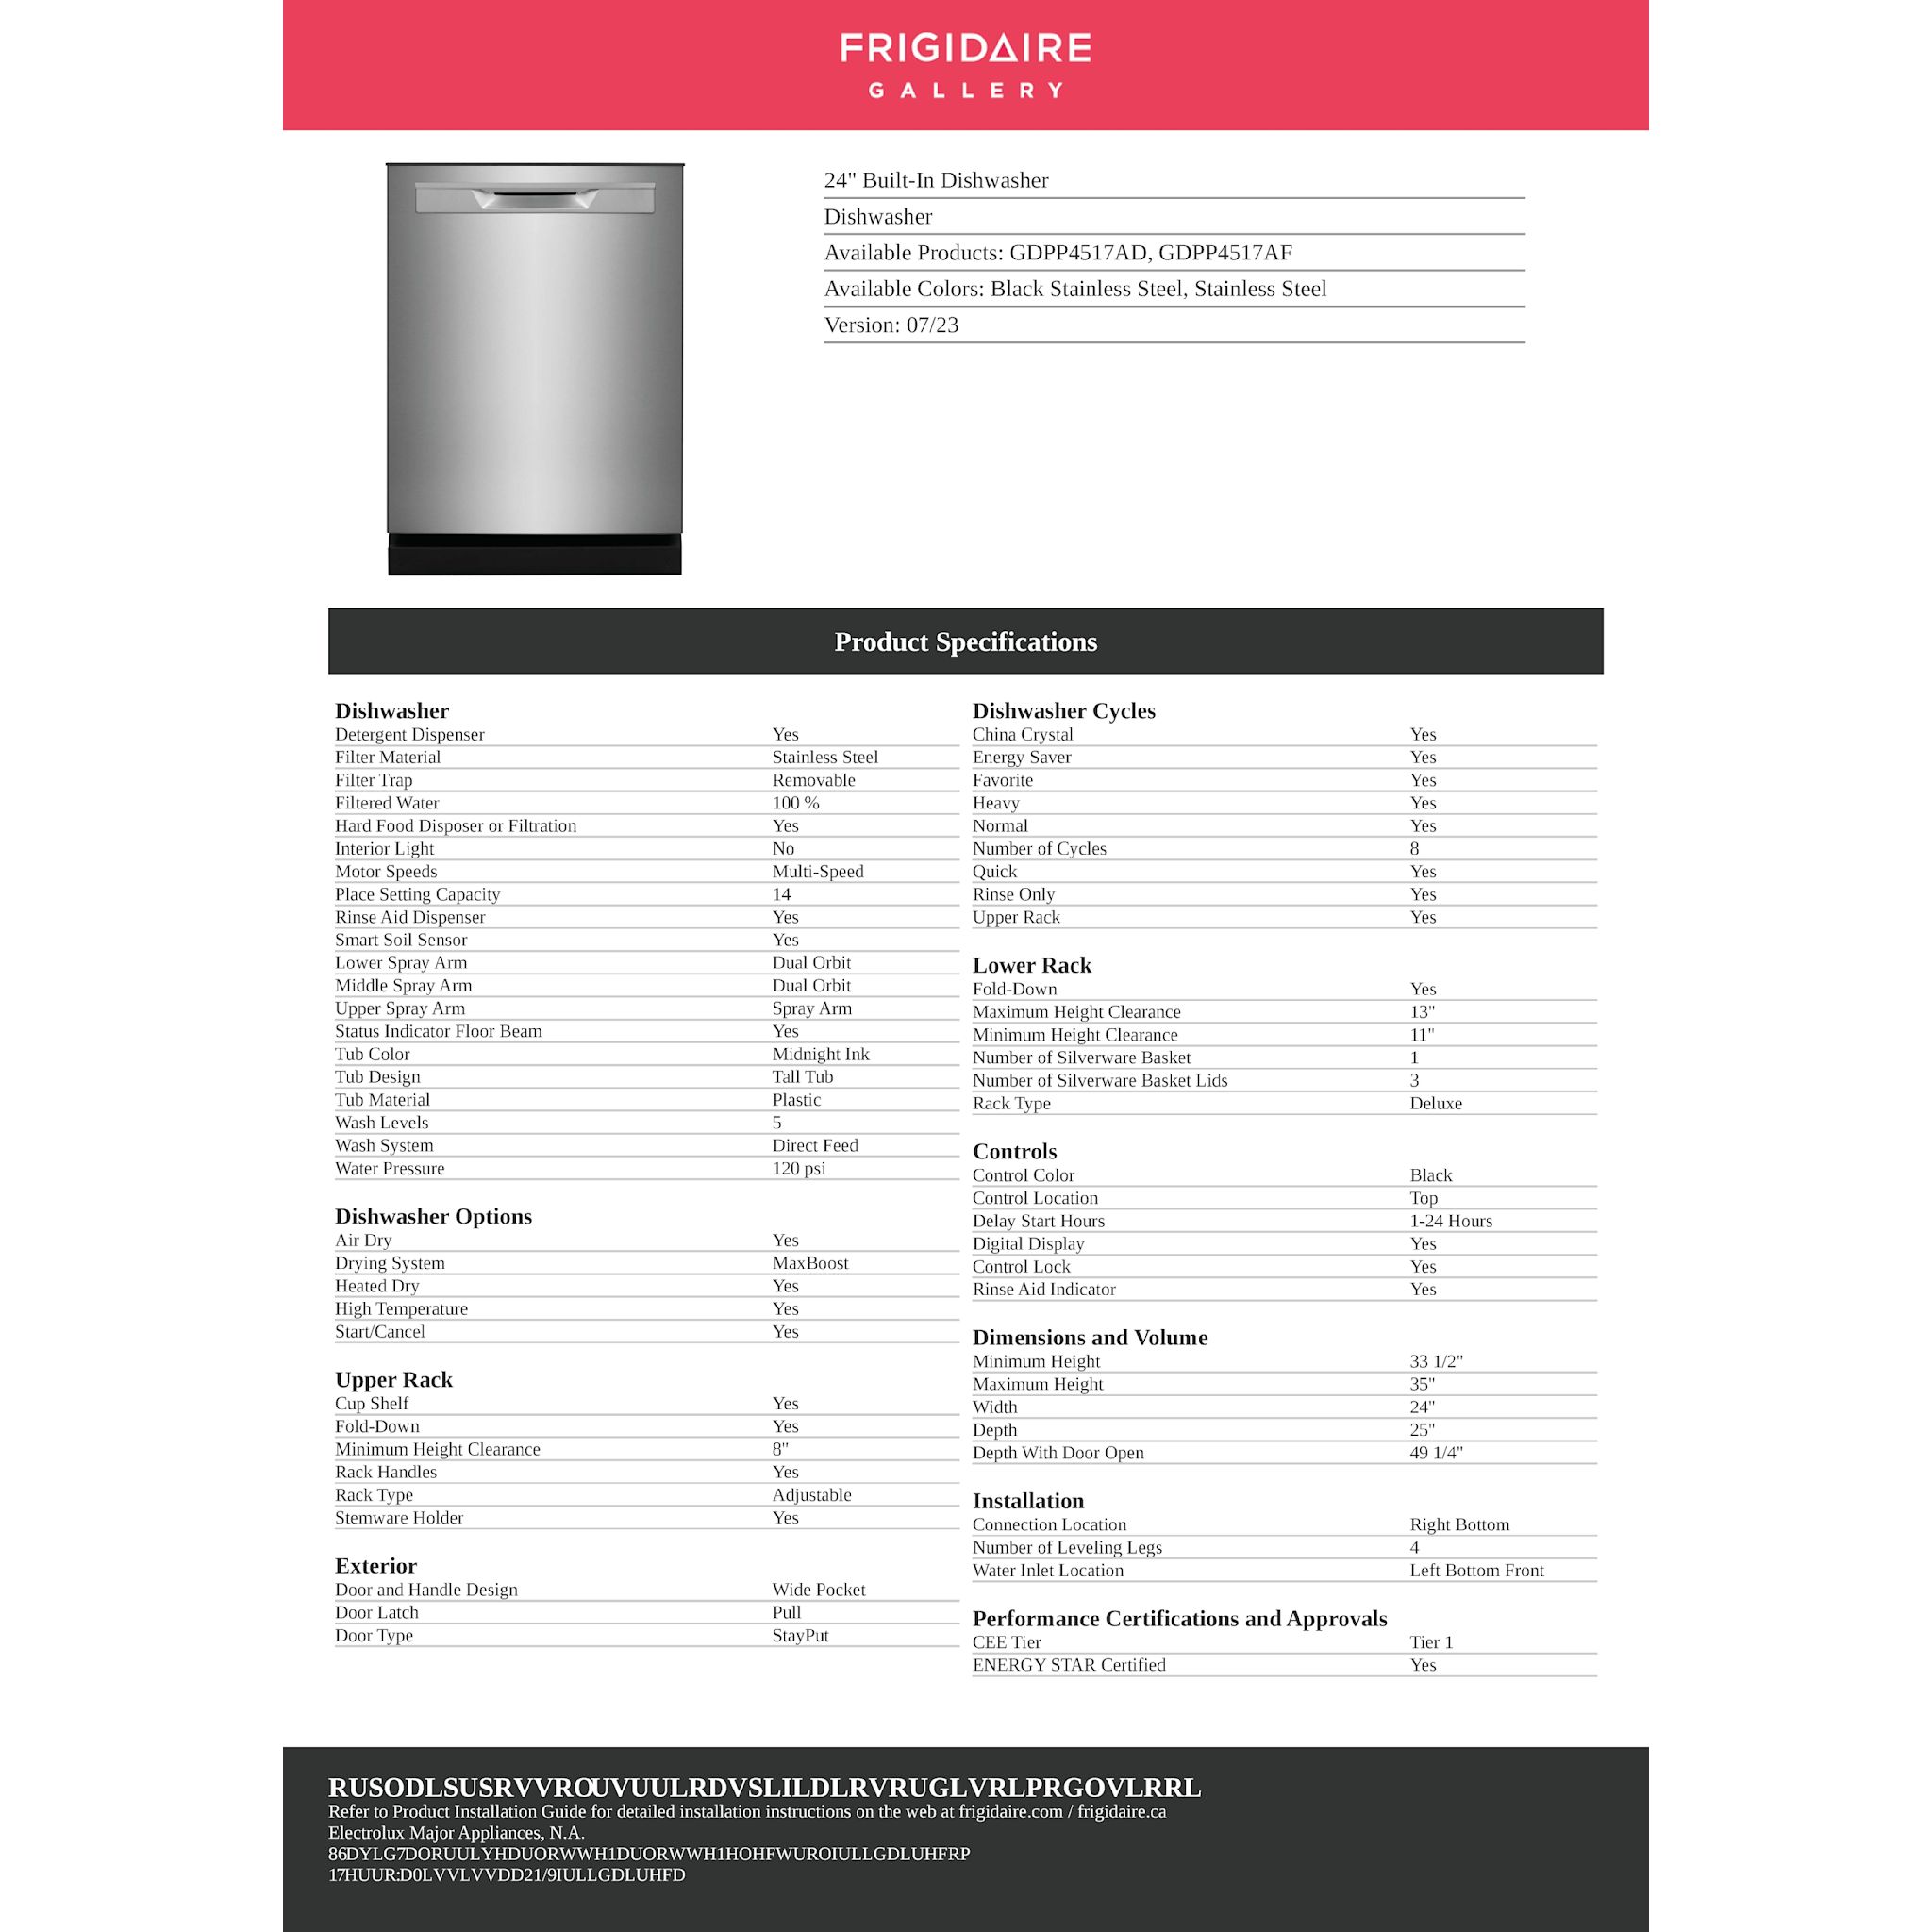 FRIGIDAIRE
GALLERY
24" Built-In Dishwasher
Dishwasher
Available Products: GDPP4517AD, GDPP4517AF
Available Colors: Black Stainless Steel, Stainless Steel
Version: 07/23
Product Specifications
Dishwasher
Detergent Dispenser Yes
Filter Material Stainless Steel
Filter Trap Removable
Filtered Water 100 %
Hard Food Disposer or Filtration Yes
Interior Light No
Motor Speeds Multi-Speed
Place Setting Capacity 14
Rinse Aid Dispenser Yes
Smart Soil Sensor Yes
Lower Spray Arm Dual Orbit
Middle Spray Arm Dual Orbit
Upper Spray Arm Spray Arm
Status Indicator Floor Beam Yes
Tub Color Midnight Ink
Tub Design Tall Tub
Tub Material Plastic
Wash Levels 5
Wash System Direct Feed
Water Pressure 120 psi
Dishwasher Options
Air Dry Yes
Drying System MaxBoost
Heated Dry Yes
High Temperature Yes
Start/Cancel Yes
Upper Rack
Cup Shelf Yes
Fold-Down Yes
Minimum Height Clearance 8"
Rack Handles Yes
Rack Type Adjustable
Stemware Holder Yes
Exterior
Door and Handle Design Wide Pocket
Door Latch Pull
Door Type StayPut
Dishwasher Cycles
China Crystal Yes
Energy Saver Yes
Favorite Yes
Heavy Yes
Normal Yes
Number of Cycles 8
Quick Yes
Rinse Only Yes
Upper Rack Yes
Lower Rack
Fold-Down Yes
Maximum Height Clearance 13"
Minimum Height Clearance 11"
Number of Silverware Basket 1
Number of Silverware Basket Lids 3
Rack Type Deluxe
Controls
Control Color Black
Control Location Top
Delay Start Hours 1-24 Hours
Digital Display Yes
Control Lock Yes
Rinse Aid Indicator Yes
Dimensions and Volume
Minimum Height 33 1/2"
Maximum Height 35"
Width 24"
Depth 25"
Depth With Door Open 49 1/4"
Installation
Connection Location Right Bottom
Number of Leveling Legs 4
Water Inlet Location Left Bottom Front
Performance Certifications and Approvals
CEE Tier Tier 1
ENERGY STAR Certified Yes
RUSODLSUSRVVROUVUULRDVSLILDLRVRUGLVRLPRGOVLRRL
Refer to Product Installation Guide for detailed installation instructions on the web at frigidaire.com / frigidaire.ca
Electrolux Major Appliances, N.A.
86DYLG7DORUULYHDUORWWH1DUORWWH1HOHFWUROIULLGDLUHFRP
17HUUR:D0LVVLVVDD21/9IULLGDLUHFD